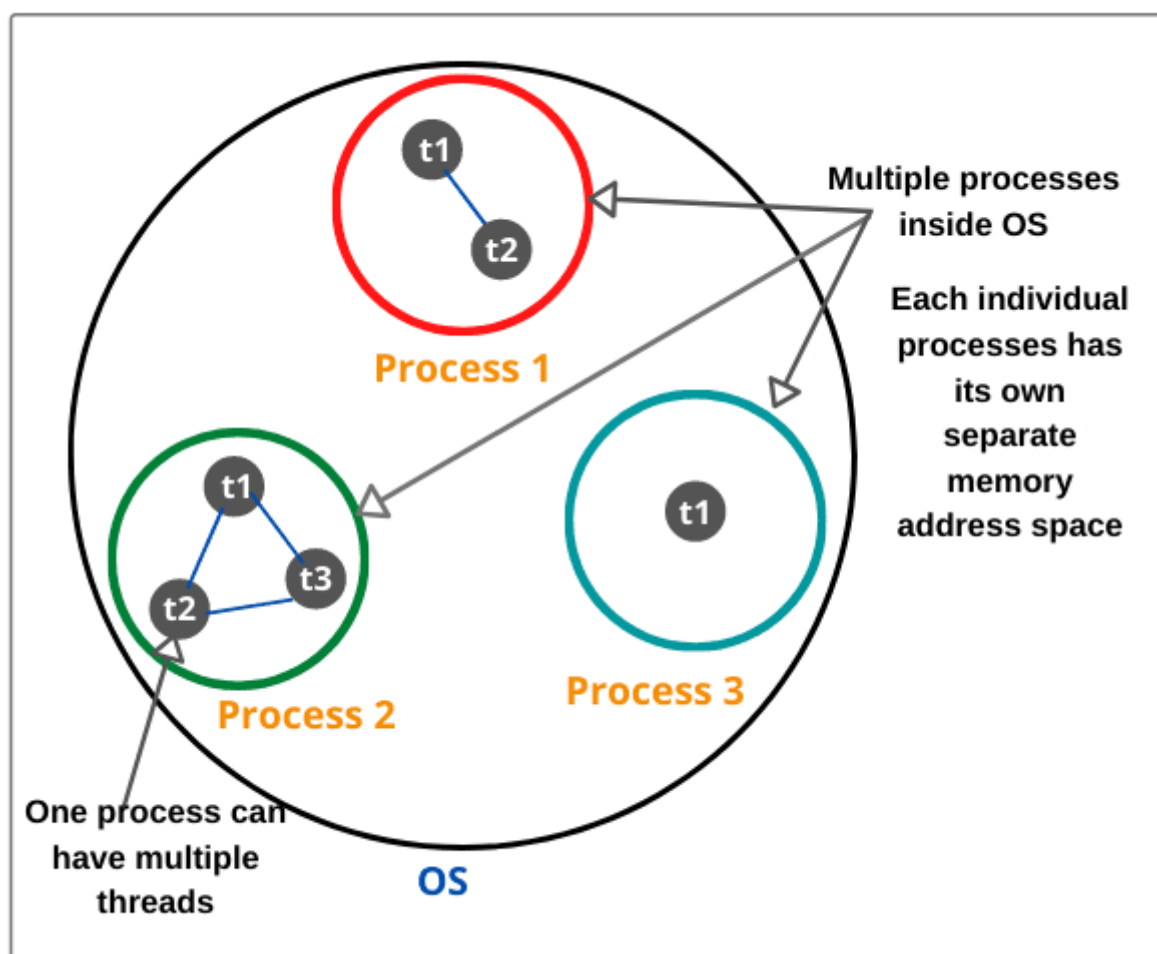 t1
t2
Process 1
Multiple processes
inside OS
Each individual
processes has
its own
separate
memory
address space
t1
t2
t3
Process 2
t1
Process 3
One process can
have multiple
threads
OS